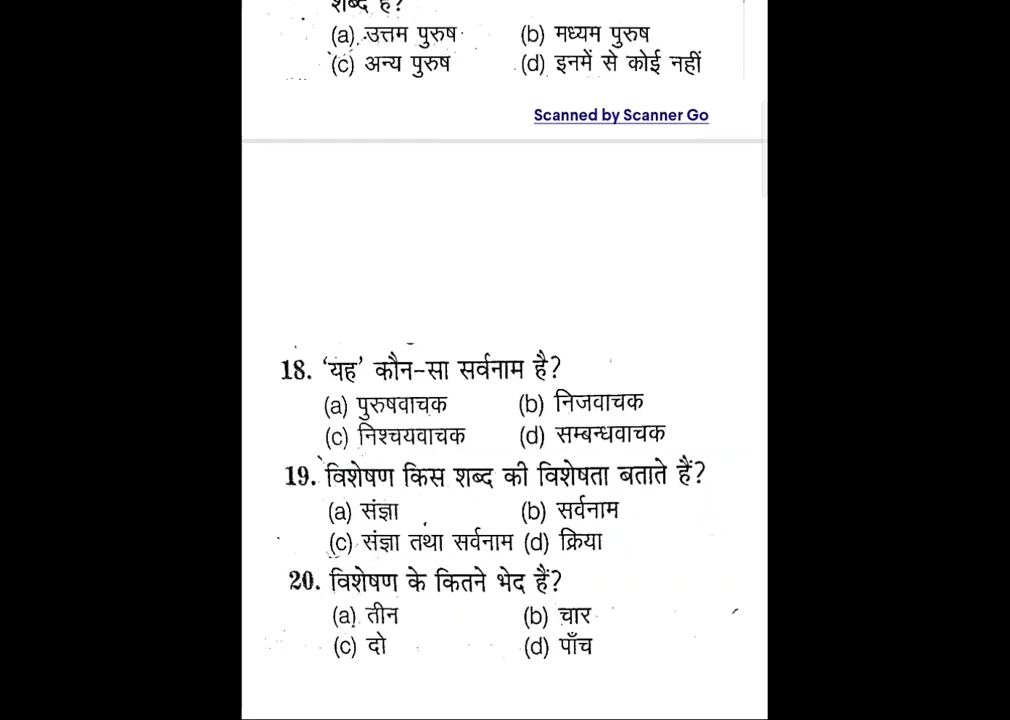 शब्द है?
(a) उत्तम पुरुष (b) मध्यम पुरुष
(c) अन्य पुरुष (d) इनमें से कोई नहीं
Scanned by Scanner Go
18. ‘यह’ कौन-सा सर्वनाम है?
(a) पुरुषवाचक (b) निजवाचक
(c) निश्चयवाचक (d) सम्बन्धवाचक
19. विशेषण किस शब्द की विशेषता बताते हैं?
(a) संज्ञा (b) सर्वनाम
(c) संज्ञा तथा सर्वनाम (d) क्रिया
20. विशेषण के कितने भेद हैं?
(a) तीन (b) चार
(c) दो (d) पाँच